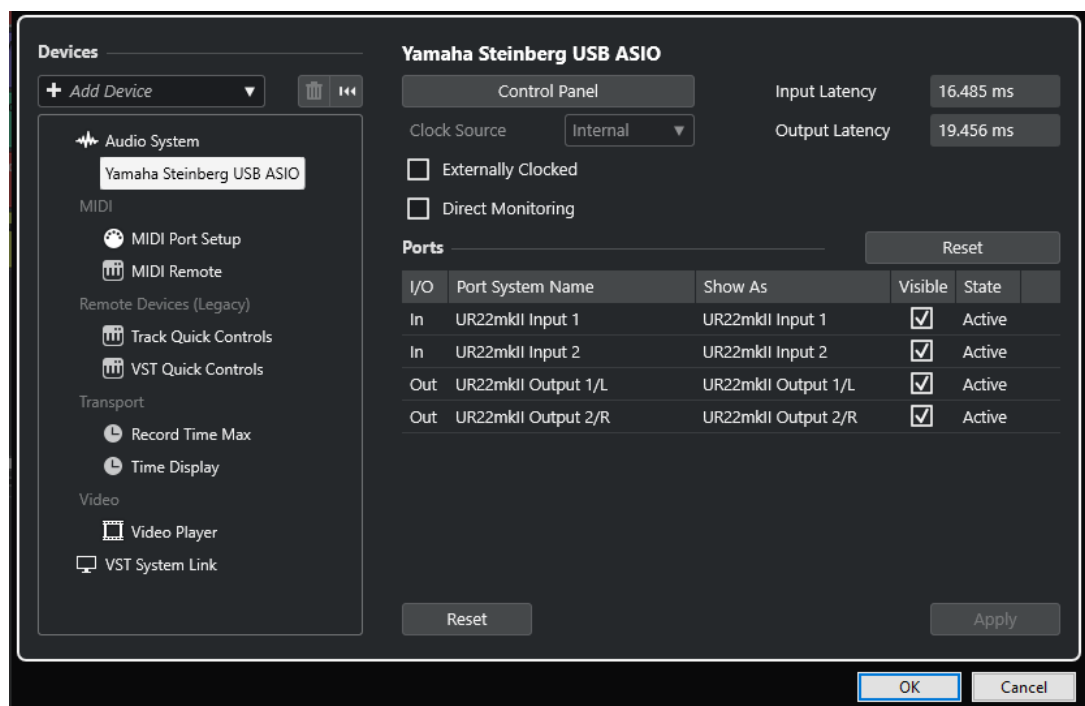 Devices
Add Device
Audio System
Yamaha Steinberg USB ASIO
MIDI
MIDI Port Setup
MIDI Remote
Remote Devices (Legacy)
Track Quick Controls
VST Quick Controls
Transport
Record Time Max
Time Display
Video
Video Player
VST System Link
Yamaha Steinberg USB ASIO
Control Panel
Input Latency 16.485 ms
Clock Source Internal
Output Latency 19.456 ms
Externally Clocked
Direct Monitoring
Ports Reset
I/O Port System Name Show As Visible State
In UR22mkII Input 1 UR22mkII Input 1 Active
In UR22mkII Input 2 UR22mkII Input 2 Active
Out UR22mkII Output 1/L UR22mkII Output 1/L Active
Out UR22mkII Output 2/R UR22mkII Output 2/R Active
Reset Apply
OK Cancel